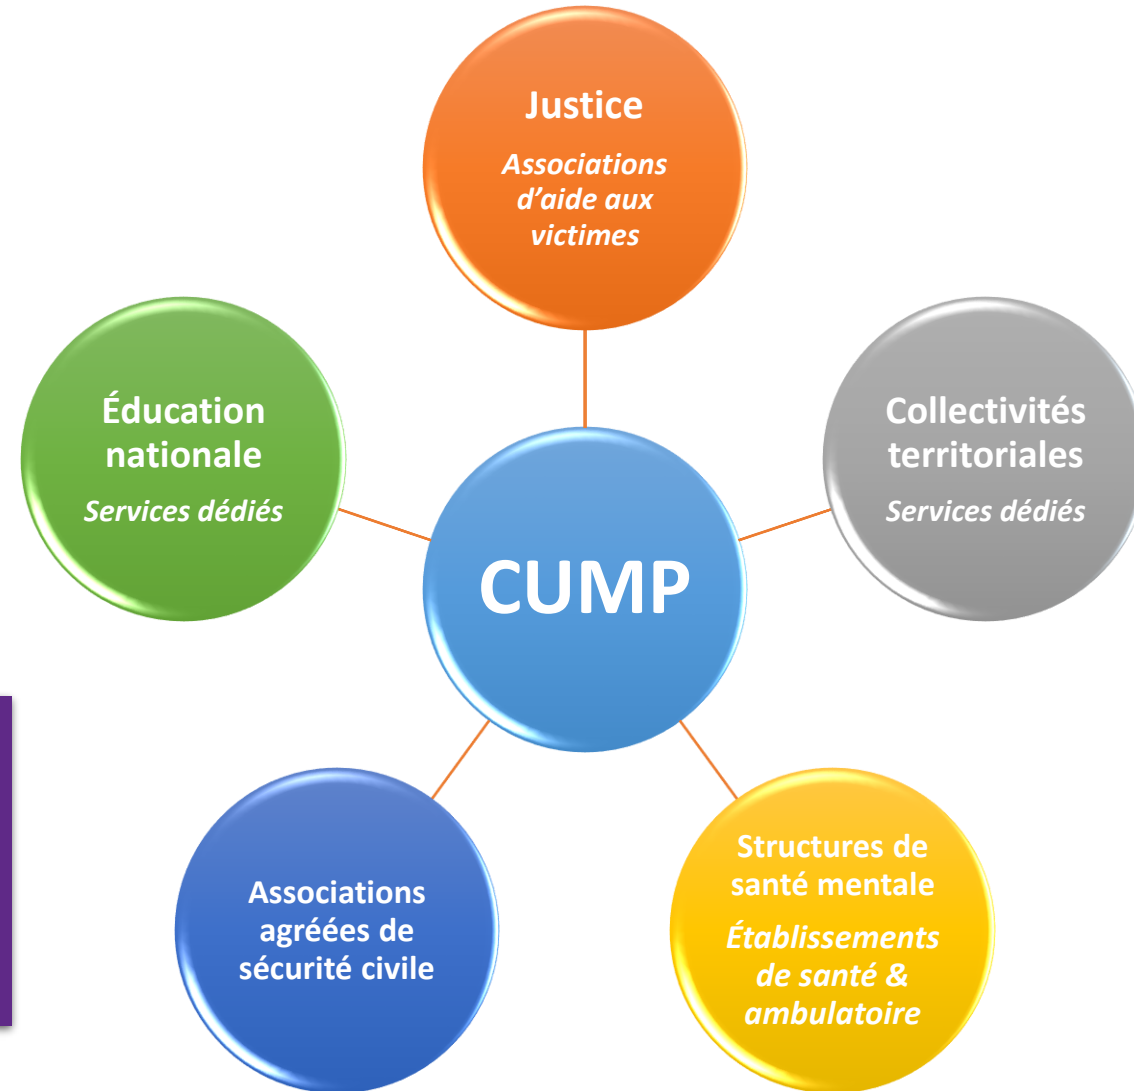 Justice
Associations
d’aide aux
victimes
Éducation
nationale
Services dédiés
Collectivités
territoriales
Services dédiés
CUMP
Associations
agréées de
sécurité civile
Structures de
santé mentale
Établissements
de santé &
ambulatoire